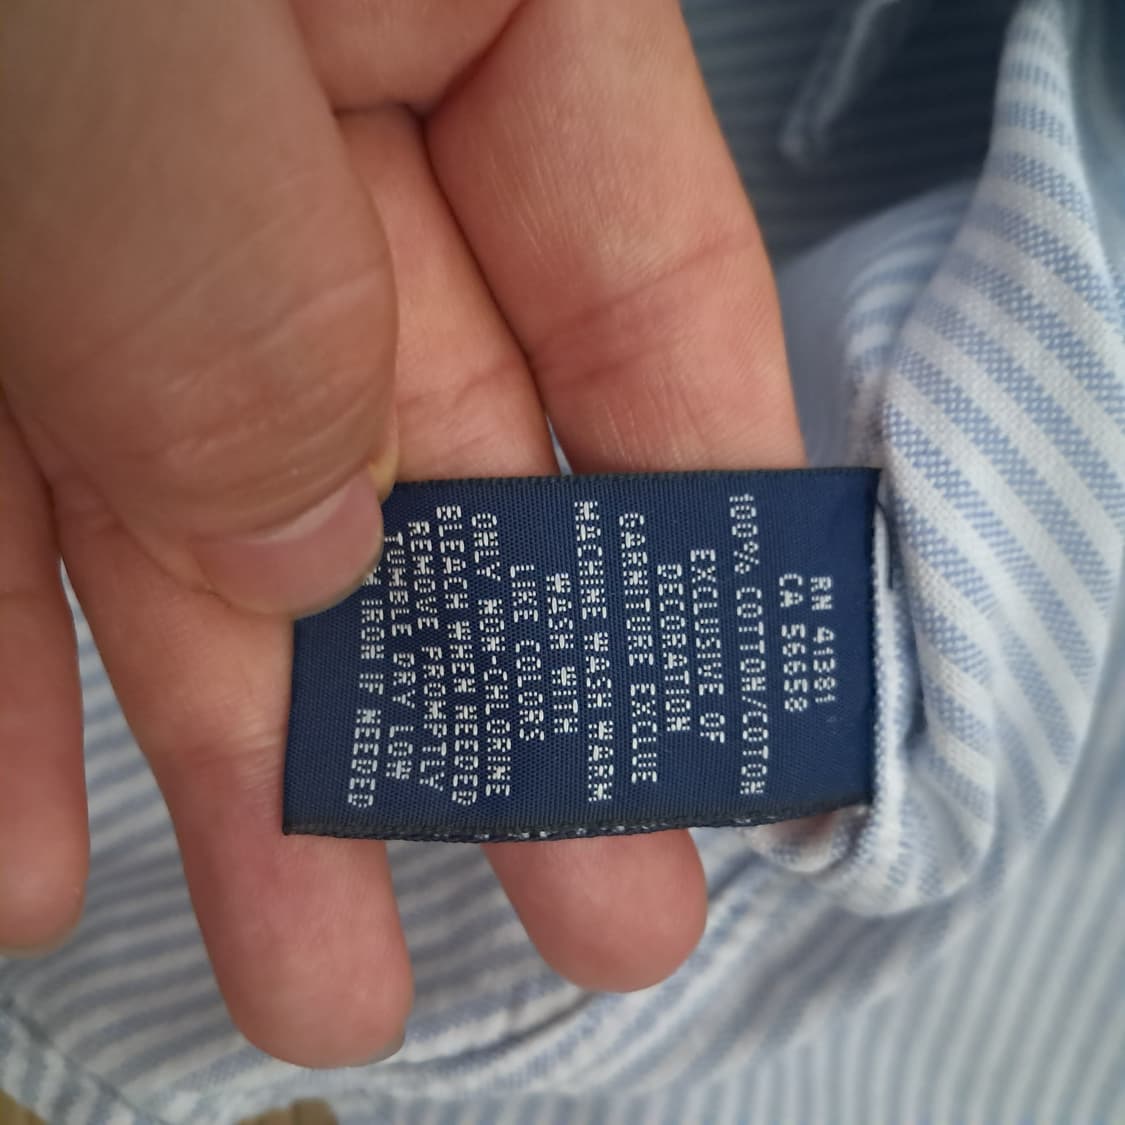 RN 41381
CA 56658
100% COTTON/COTON
EXCLUSIVE OF
DECORATION
GARNITURE EXCLUE
MACHINE WASH WARM
WASH WITH
LIKE COLORS
ONLY NON-CHLORINE
BLEACH WHEN NEEDED
REMOVE PROMPTLY
TUMBLE DRY LOW
IRON IF NEEDED